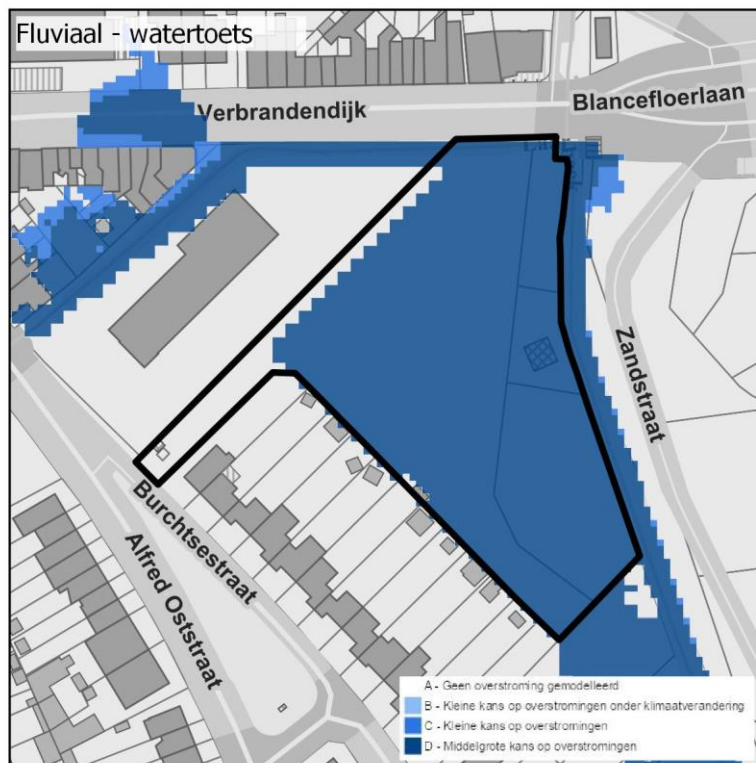 Fluviaal - watertoets
Verbrandendijk
Blancefloerlaan
Zandstraat
Burchtsestraat
Alfred Oststraat
A - Geen overstroming gemodelleerd
B - Kleine kans op overstromingen onder klimaatverandering
C - Kleine kans op overstromingen
D - Middelgrote kans op overstromingen